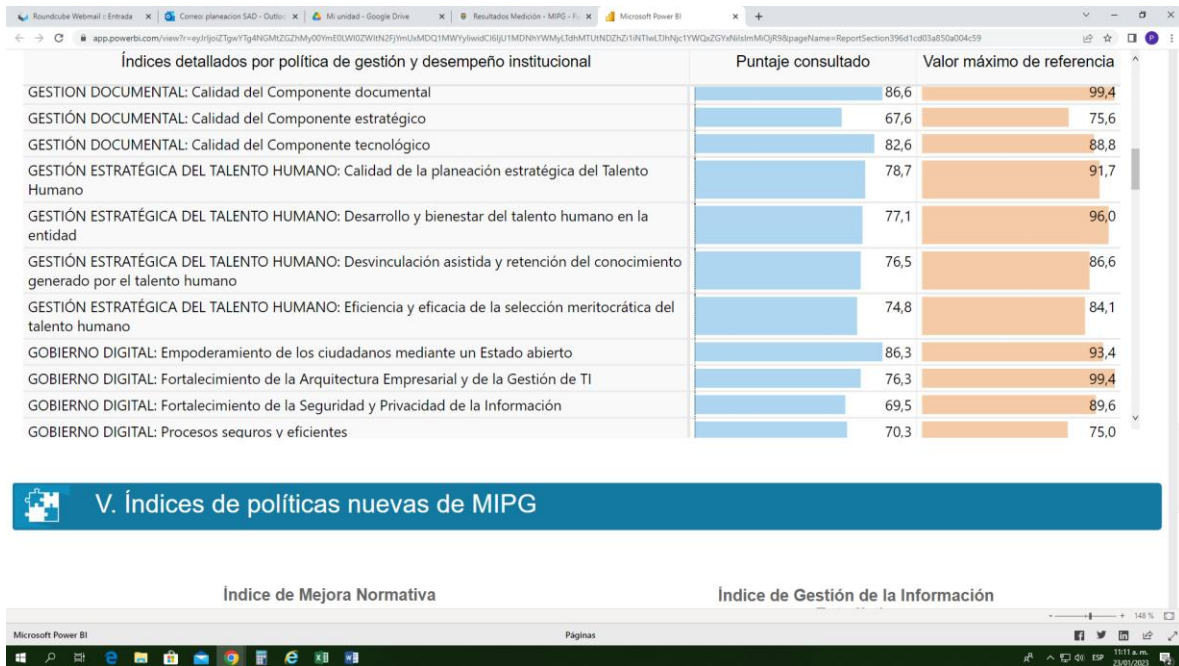 Roundcube Webmail :: Entrada
Correo: planeacion SAD - Outloo
Mi unidad - Google Drive
Resultados Medición - MIPG - Fu
Microsoft Power BI
Índices detallados por política de gestión y desempeño institucional Puntaje consultado Valor máximo de referencia
GESTIÓN DOCUMENTAL: Calidad del Componente documental 86,6 99,4
GESTIÓN DOCUMENTAL: Calidad del Componente estratégico 67,6 75,6
GESTIÓN DOCUMENTAL: Calidad del Componente tecnológico 82,6 88,8
GESTIÓN ESTRATÉGICA DEL TALENTO HUMANO: Calidad de la planeación estratégica del Talento 78,7 91,7
Humano
GESTIÓN ESTRATÉGICA DEL TALENTO HUMANO: Desarrollo y bienestar del talento humano en la 77,1 96,0
entidad
GESTIÓN ESTRATÉGICA DEL TALENTO HUMANO: Desvinculación asistida y retención del conocimiento 76,5 86,6
generado por el talento humano
GESTIÓN ESTRATÉGICA DEL TALENTO HUMANO: Eficiencia y eficacia de la selección meritocrática del 74,8 84,1
talento humano
GOBIERNO DIGITAL: Empoderamiento de los ciudadanos mediante un Estado abierto 86,3 93,4
GOBIERNO DIGITAL: Fortalecimiento de la Arquitectura Empresarial y de la Gestión de TI 76,3 99,4
GOBIERNO DIGITAL: Fortalecimiento de la Seguridad y Privacidad de la Información 69,5 89,6
GOBIERNO DIGITAL: Procesos seguros y eficientes 70,3 75,0
V. Índices de políticas nuevas de MIPG
Índice de Mejora Normativa Índice de Gestión de la Información
148 %
Microsoft Power BI Páginas
ESP 11:11 a. m.
23/01/2023